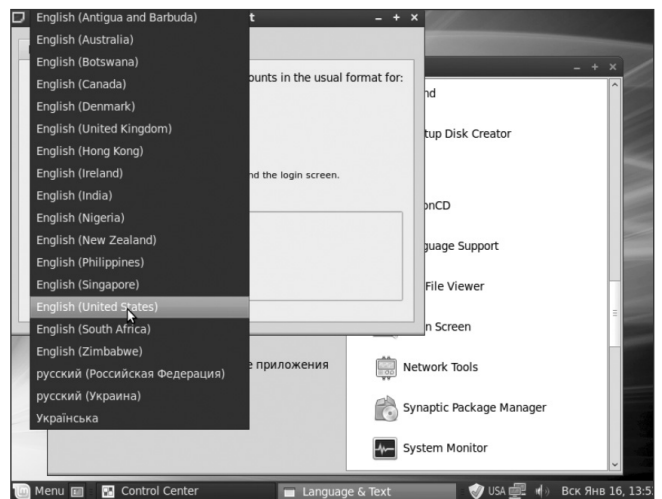 English (Antigua and Barbuda)
t
English (Australia)
English (Botswana)
ounts in the usual format for:
English (Canada)
English (Denmark)
English (United Kingdom)
English (Hong Kong)
English (Ireland)
nd the login screen.
English (India)
English (Nigeria)
English (New Zealand)
English (Philippines)
English (Singapore)
English (United States)
English (South Africa)
English (Zimbabwe)
русский (Российская Федерация)
русский (Украина)
Українська
nd
tup Disk Creator
onCD
guage Support
File Viewer
n Screen
е приложения
Network Tools
Synaptic Package Manager
System Monitor
Menu
Control Center
Language & Text
USA
Вск Янв 16, 13:5